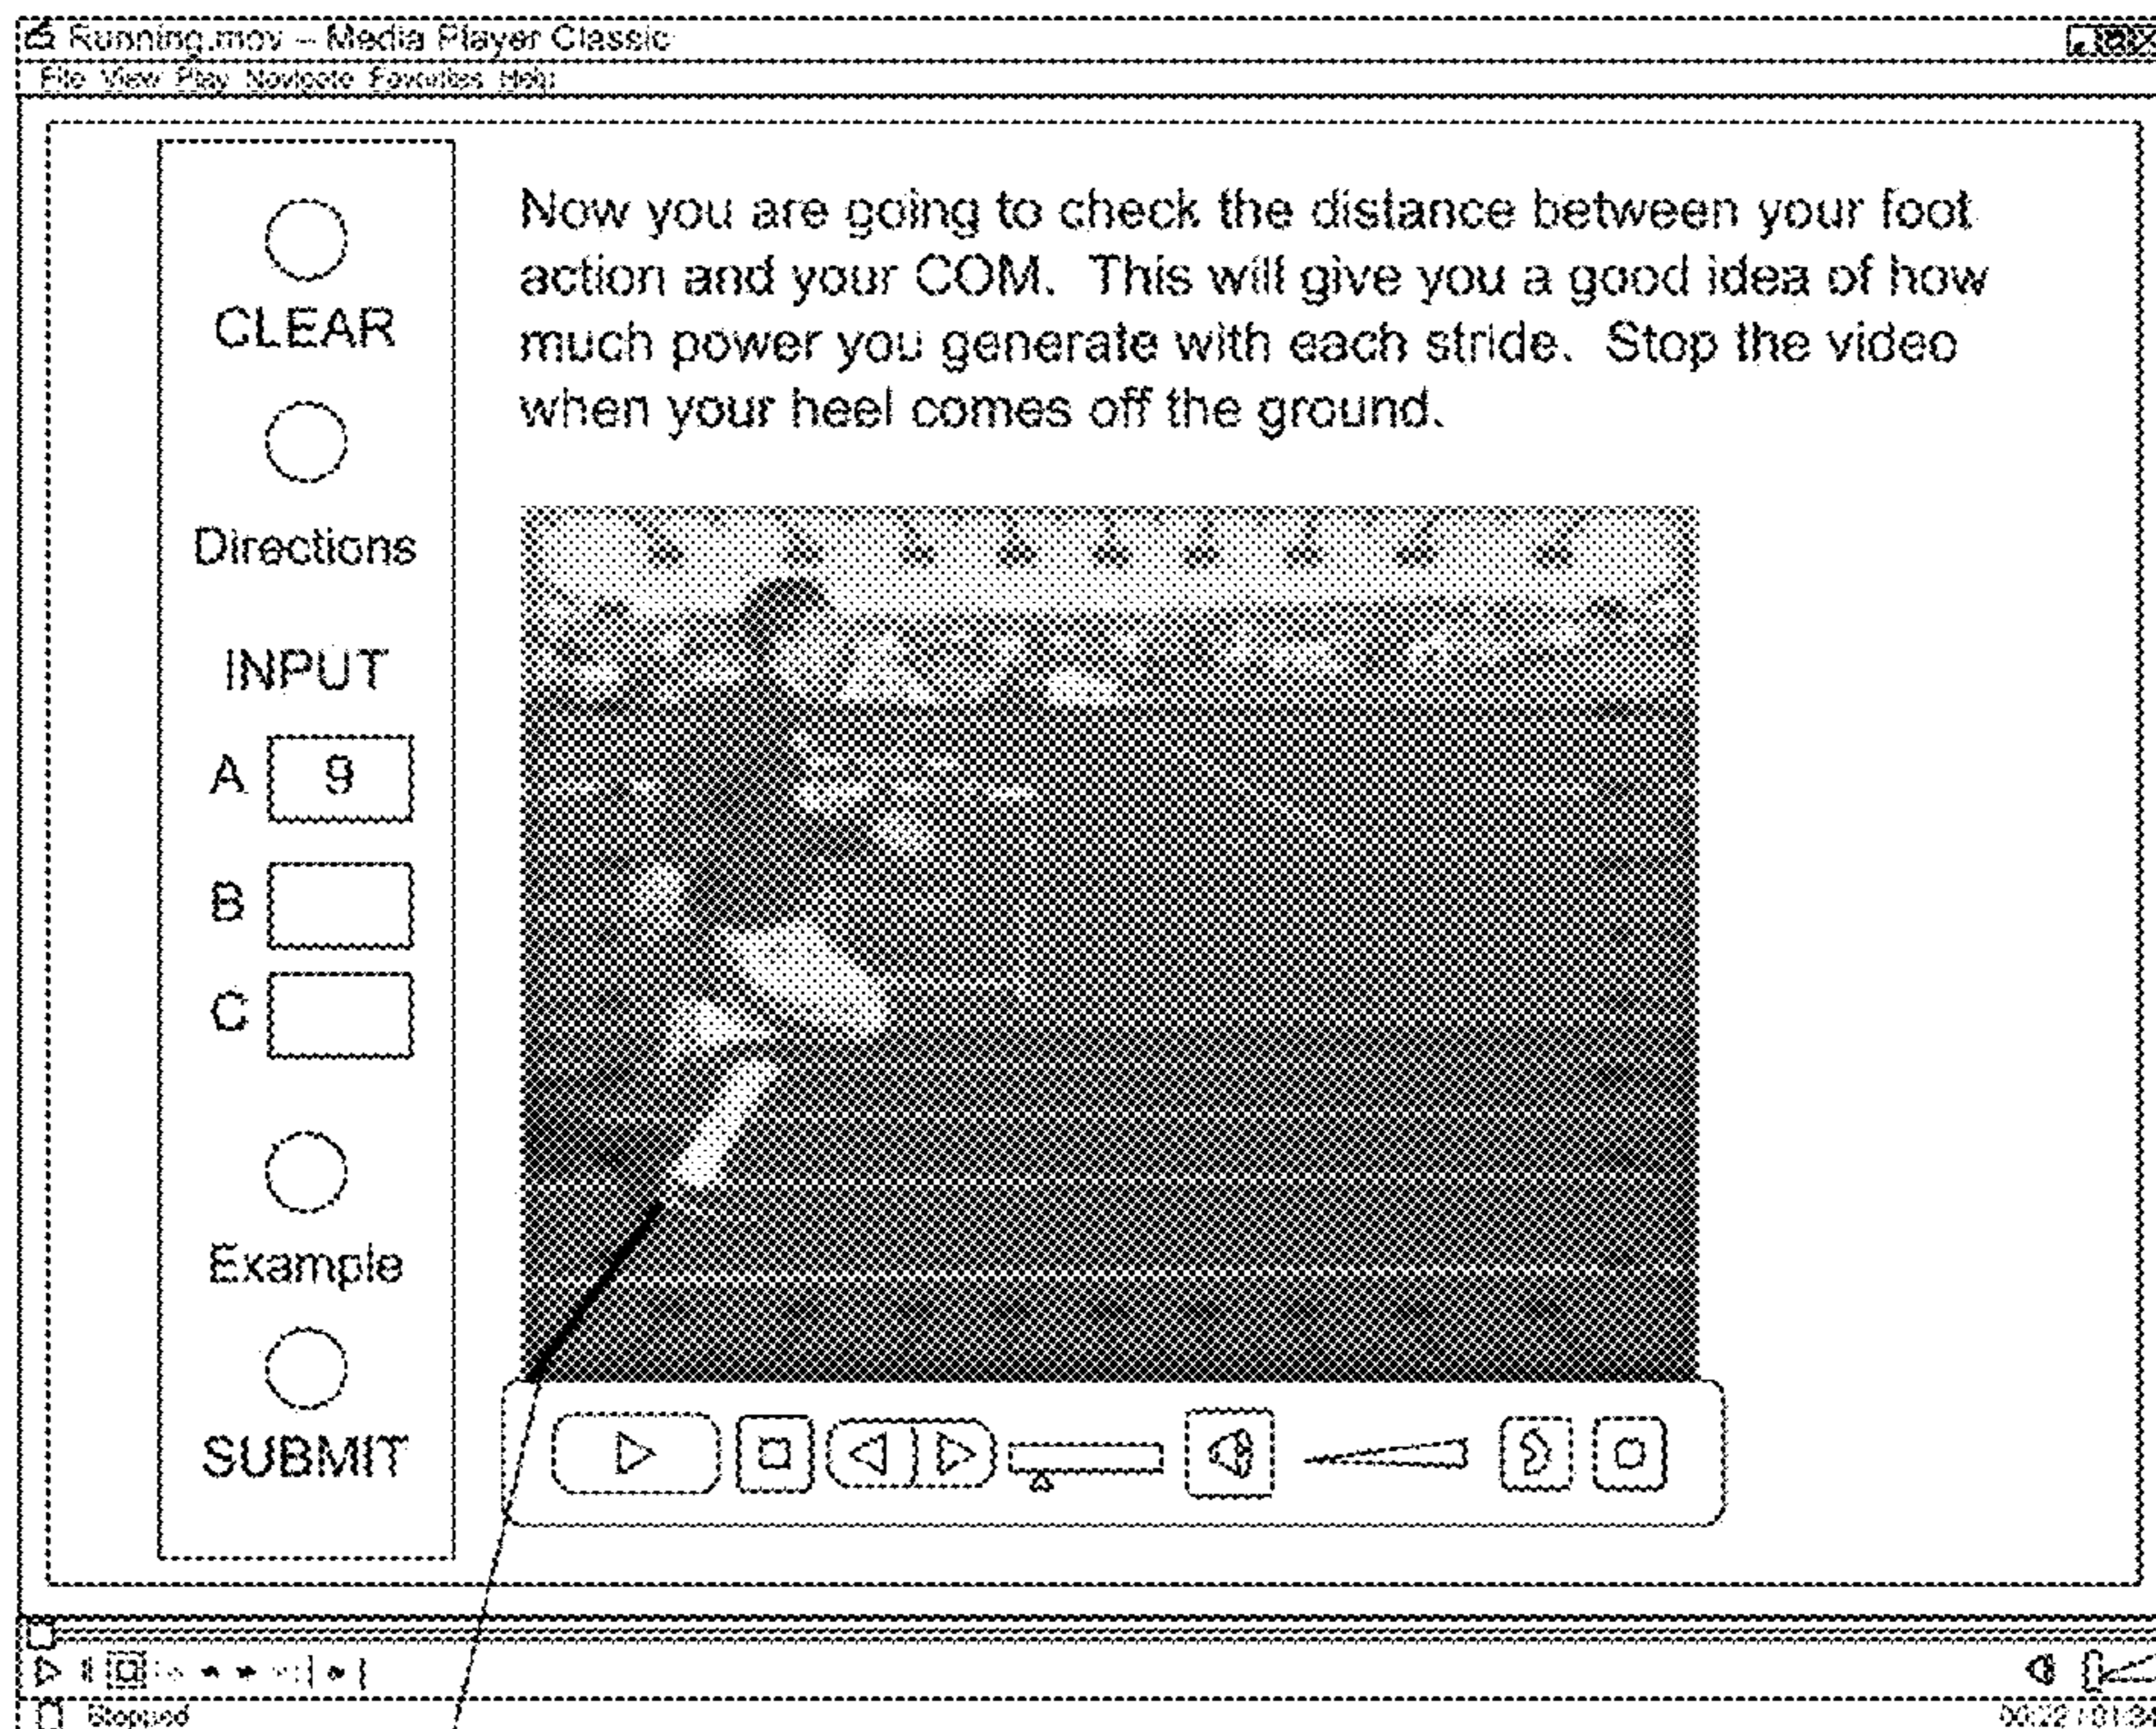 Running.mov – Media Player Classic
File View Play Navigate Favorites Help
CLEAR
Directions
INPUT
A 9
B
C
Example
SUBMIT
Now you are going to check the distance between your foot
action and your COM. This will give you a good idea of how
much power you generate with each stride. Stop the video
when your heel comes off the ground.
Stopped